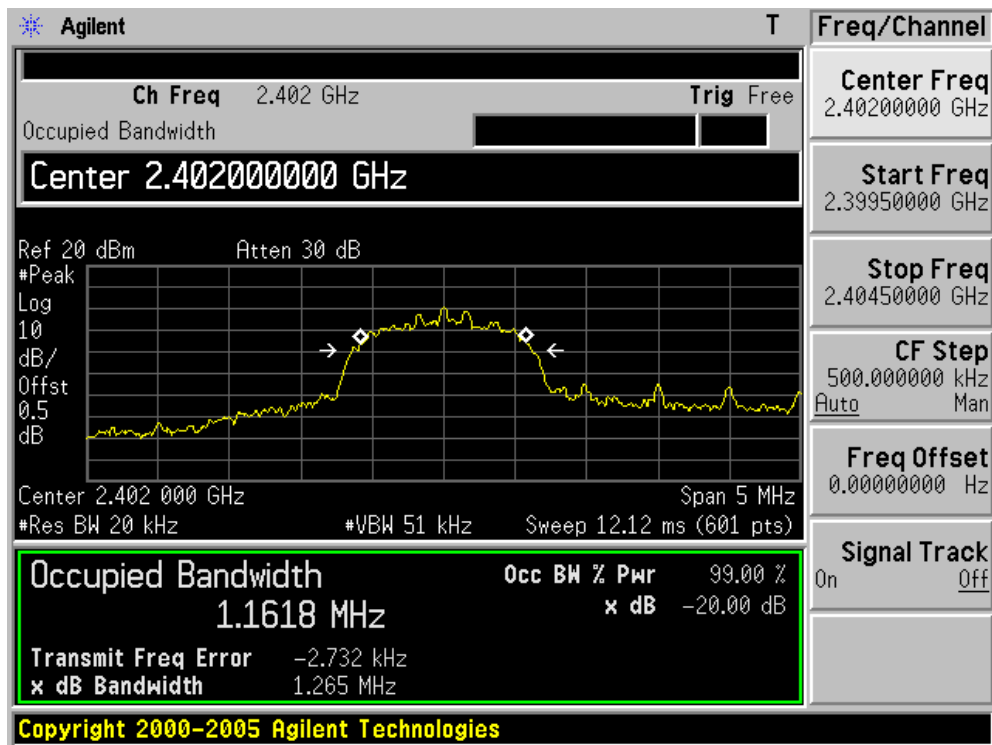 Agilent T
Ch Freq 2.402 GHz Trig Free
Occupied Bandwidth
Center 2.402000000 GHz
Ref 20 dBm Atten 30 dB
#Peak
Log
10
dB/
Offst
0.5
dB
Center 2.402 000 GHz Span 5 MHz
#Res BW 20 kHz #VBW 51 kHz Sweep 12.12 ms (601 pts)
Occupied Bandwidth Occ BW % Pwr 99.00 %
1.1618 MHz x dB -20.00 dB
Transmit Freq Error -2.732 kHz
x dB Bandwidth 1.265 MHz
Copyright 2000-2005 Agilent Technologies
Freq/Channel
Center Freq
2.40200000 GHz
Start Freq
2.39950000 GHz
Stop Freq
2.40450000 GHz
CF Step
500.000000 kHz
Auto Man
Freq Offset
0.00000000 Hz
Signal Track
On Off